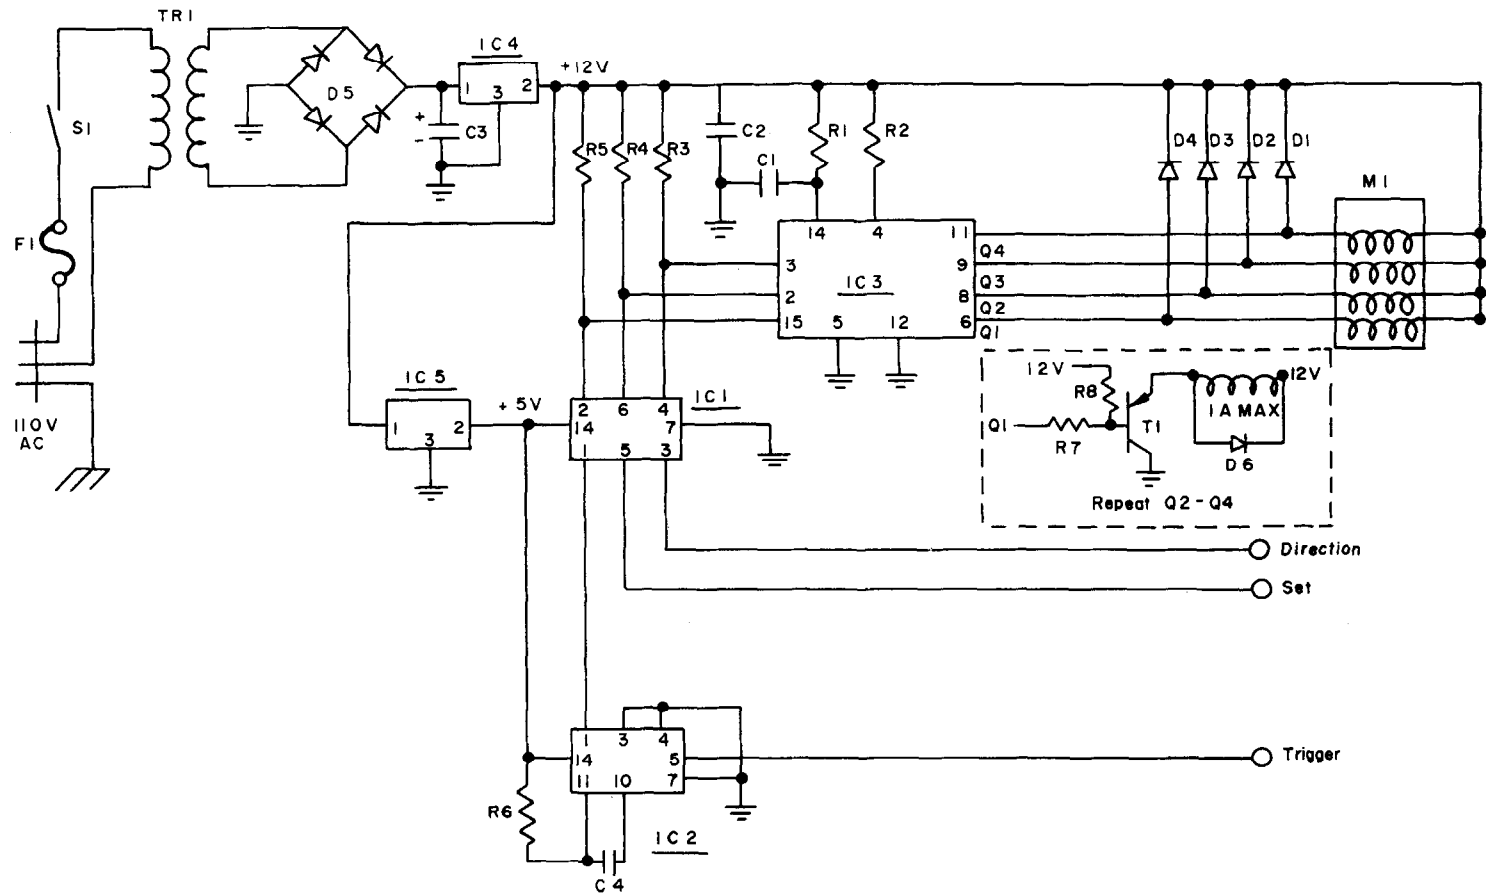 TR1
IC4
+12V
1 3 2
D5
S1
+
-
C3
R5 R4 R3
C2
C1
R1
R2
D4 D3 D2 D1
M1
F1
14 4 11
Q4
3 9
IC3
Q3
2 8
Q2
15 5 12 6
Q1
IC5
+5V
IC1
1 3 2
2 6 4
14 7
1 5 3
110V
AC
12V
R8
12V
1A MAX
Q1
R7
T1
D6
Repeat Q2-Q4
Direction
Set
1 3 4
14 5
11 10 7
Trigger
R6
IC2
C4